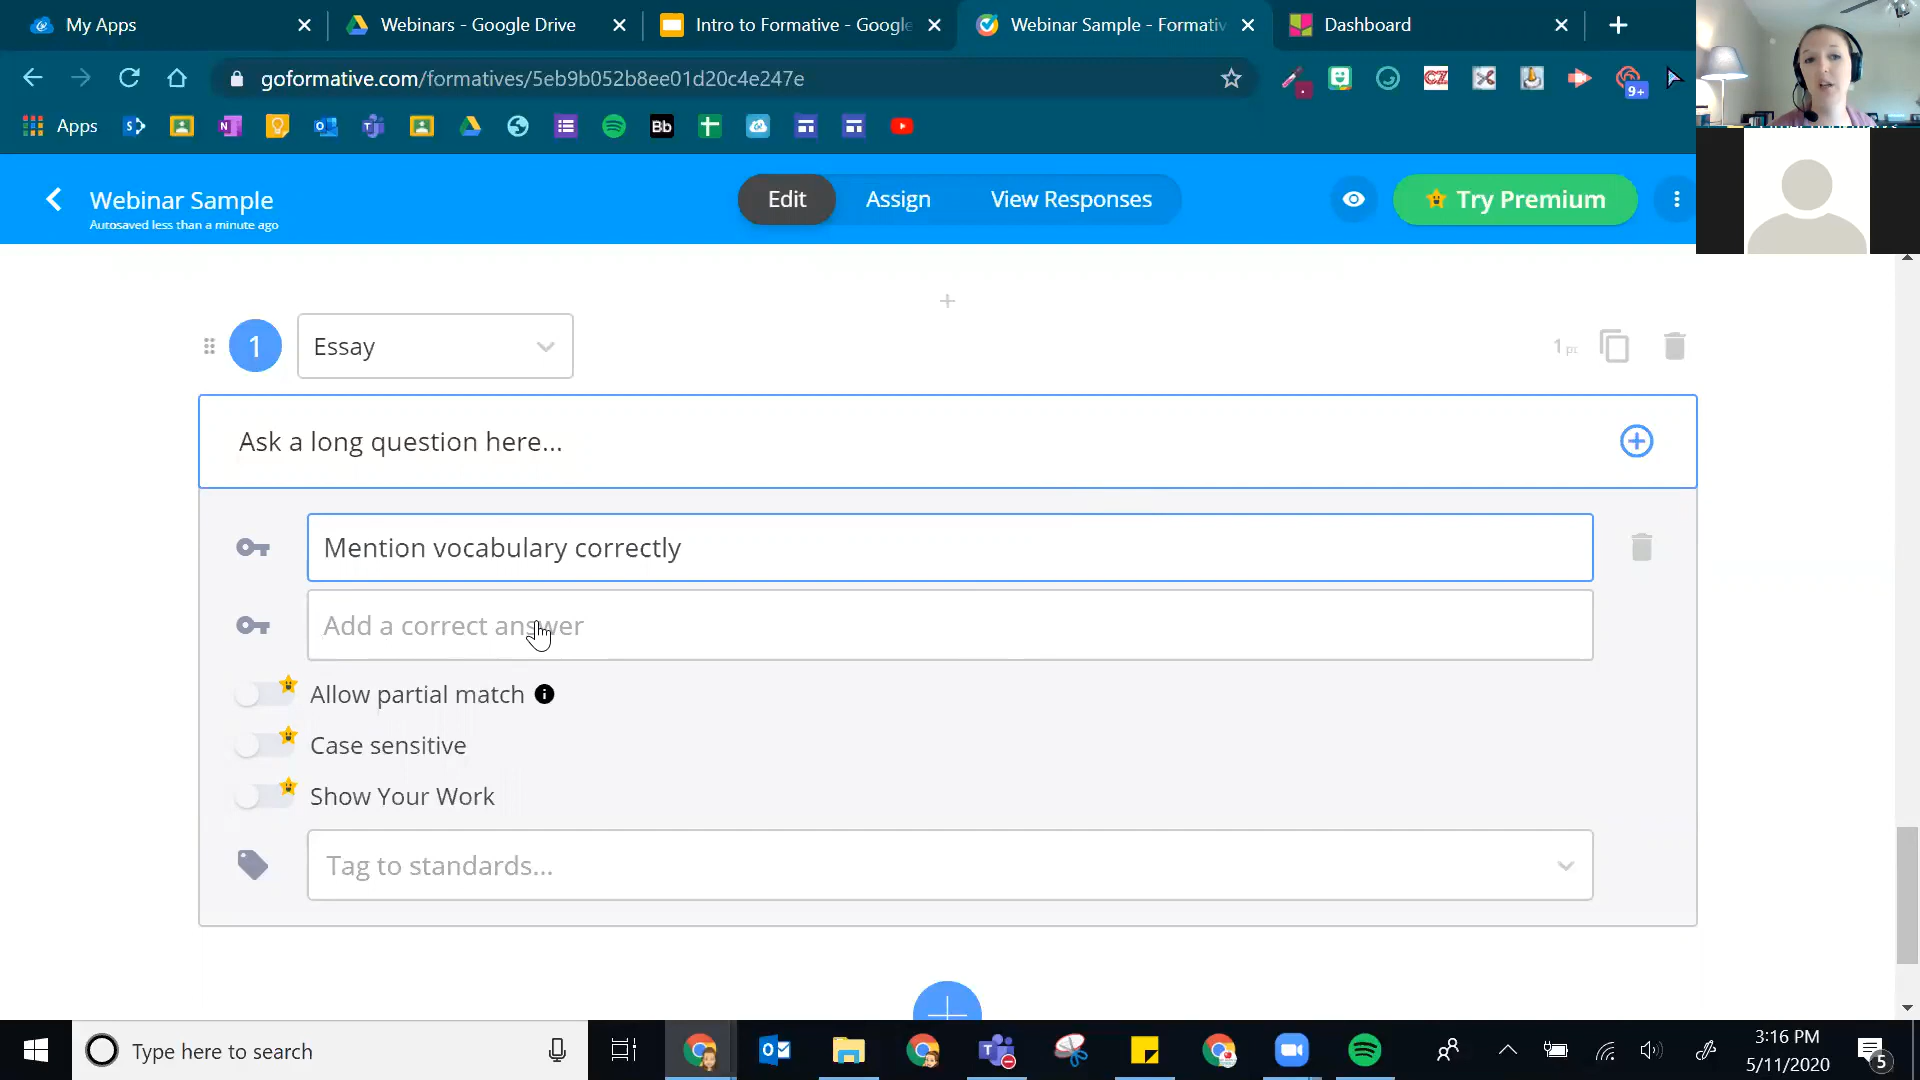 My Apps
Webinars - Google Drive
Intro to Formative - Google
Webinar Sample - Formativ
Dashboard
goformative.com/formatives/5eb9b052b8ee01d20c4e247e
9+
Apps
Bb
Webinar Sample
Autosaved less than a minute ago
Edit
Assign
View Responses
Try Premium
1
Essay
1 pt
Ask a long question here...
Mention vocabulary correctly
Add a correct answer
Allow partial match
Case sensitive
Show Your Work
Tag to standards...
Type here to search
3:16 PM
5/11/2020
5